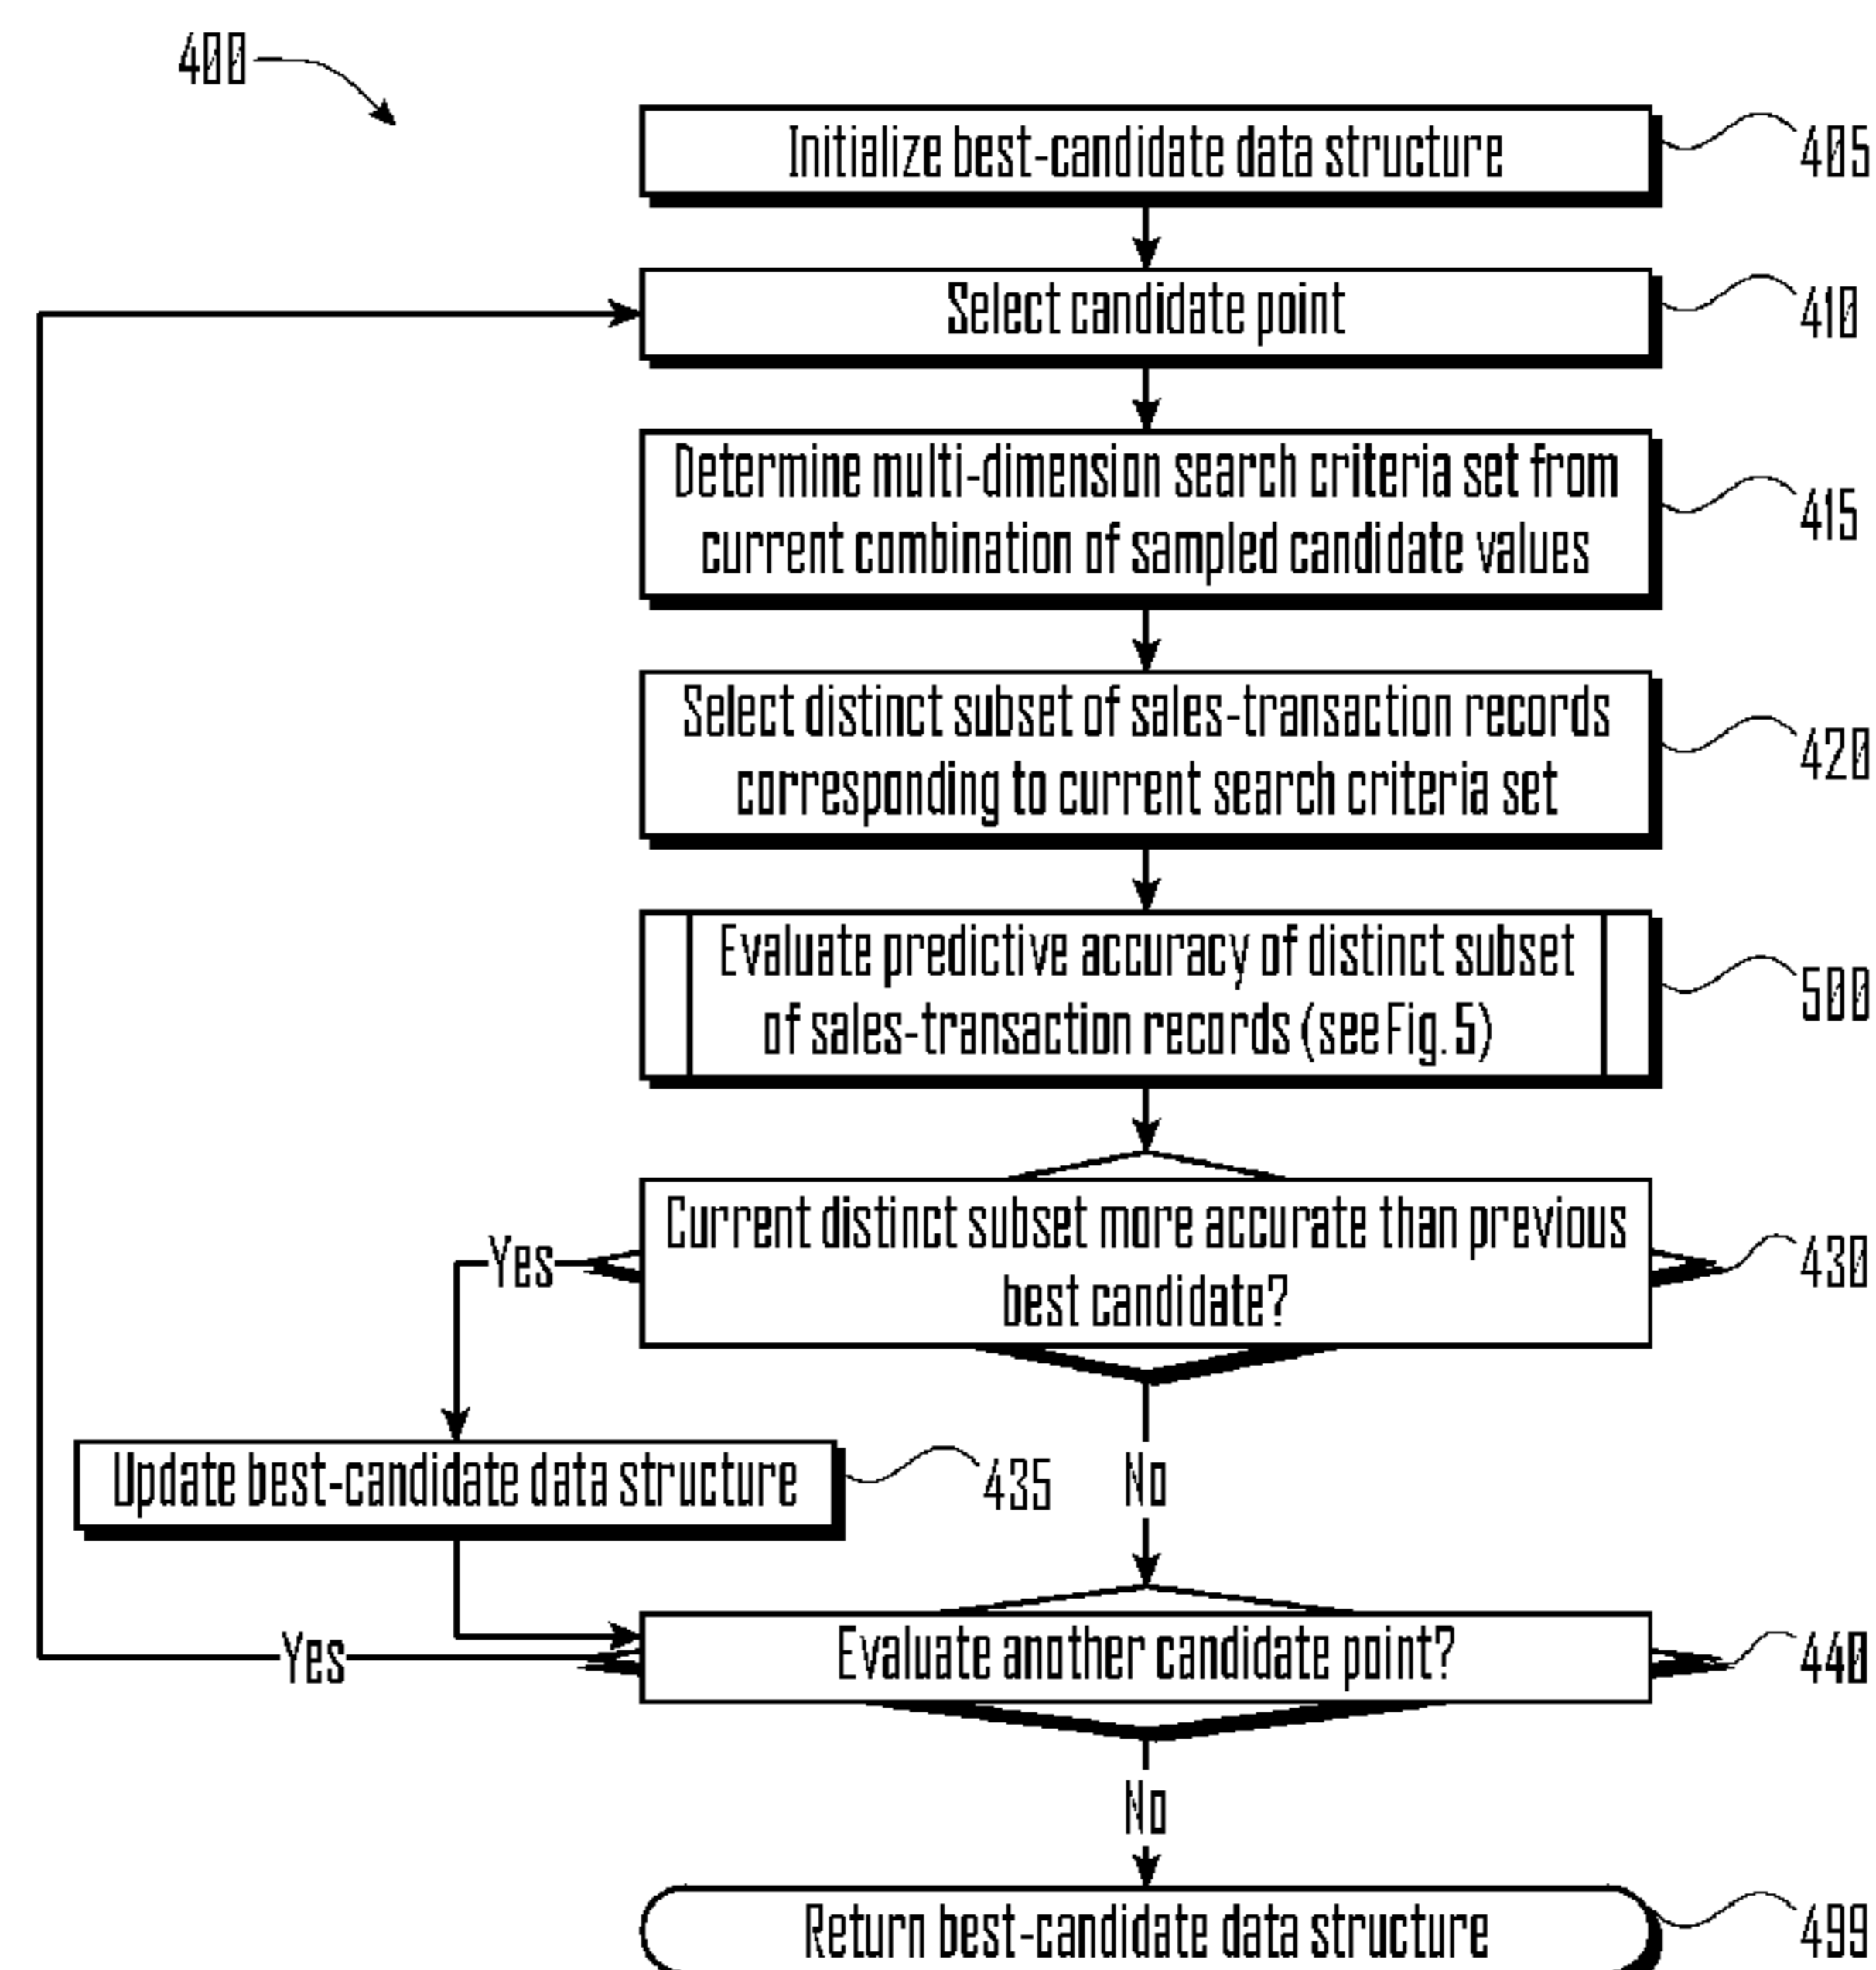 400
Initialize best-candidate data structure
405
Select candidate point
410
Determine multi-dimension search criteria set from
current combination of sampled candidate values
415
Select distinct subset of sales-transaction records
corresponding to current search criteria set
420
Evaluate predictive accuracy of distinct subset
of sales-transaction records (see Fig. 5)
500
Current distinct subset more accurate than previous
best candidate?
430
Yes
Update best-candidate data structure
435
No
Evaluate another candidate point?
440
Yes
No
Return best-candidate data structure
499